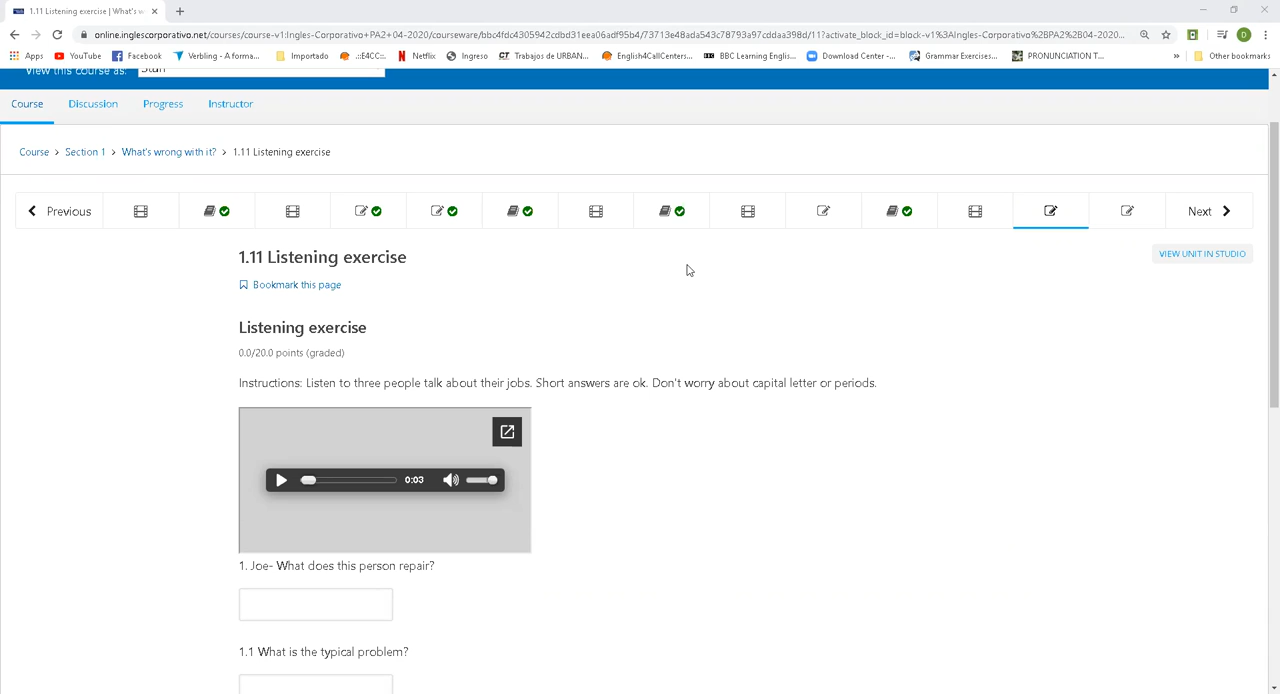 1.11 Listening exercise | What's w
online.inglescorporativo.net/courses/course-v1:Ingles-Corporativo+PA2+04-2020/courseware/bbc4fdc4305942cdbd31eea06adf95b4/73713e48ada543c78793a97cddaa398d/11?activate_block_id=block-v1%3AIngles-Corporativo%2BPA2%2B04-2020...
D
Apps YouTube Facebook Verbling - A forma... Importado .::E4CC::. Netflix Ingreso Trabajos de URBAN... English4CallCenters... BBC Learning Englis... Download Center -... Grammar Exercises... PRONUNCIATION T... » Other bookmarks
View this course as: Staff
Course Discussion Progress Instructor
Course > Section 1 > What's wrong with it? > 1.11 Listening exercise
Previous Next
1.11 Listening exercise
VIEW UNIT IN STUDIO
Bookmark this page
Listening exercise
0.0/20.0 points (graded)
Instructions: Listen to three people talk about their jobs. Short answers are ok. Don't worry about capital letter or periods.
0:03
1. Joe- What does this person repair?
1.1 What is the typical problem?